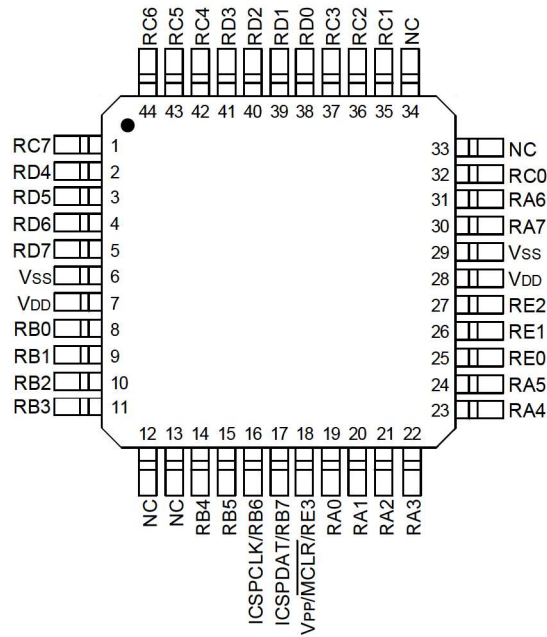 RC6 RC5 RC4 RD3 RD2 RD1 RD0 RC3 RC2 RC1 NC
44 43 42 41 40 39 38 37 36 35 34
RC7 1
RD4 2
RD5 3
RD6 4
RD7 5
VSS 6
VDD 7
RB0 8
RB1 9
RB2 10
RB3 11
33 NC
32 RC0
31 RA6
30 RA7
29 VSS
28 VDD
27 RE2
26 RE1
25 RE0
24 RA5
23 RA4
12 13 14 15 16 17 18 19 20 21 22
NC NC RB4 RB5 ICSPCLK/RB6 ICSPDAT/RB7 VPP/MCLR/RE3 RA0 RA1 RA2 RA3